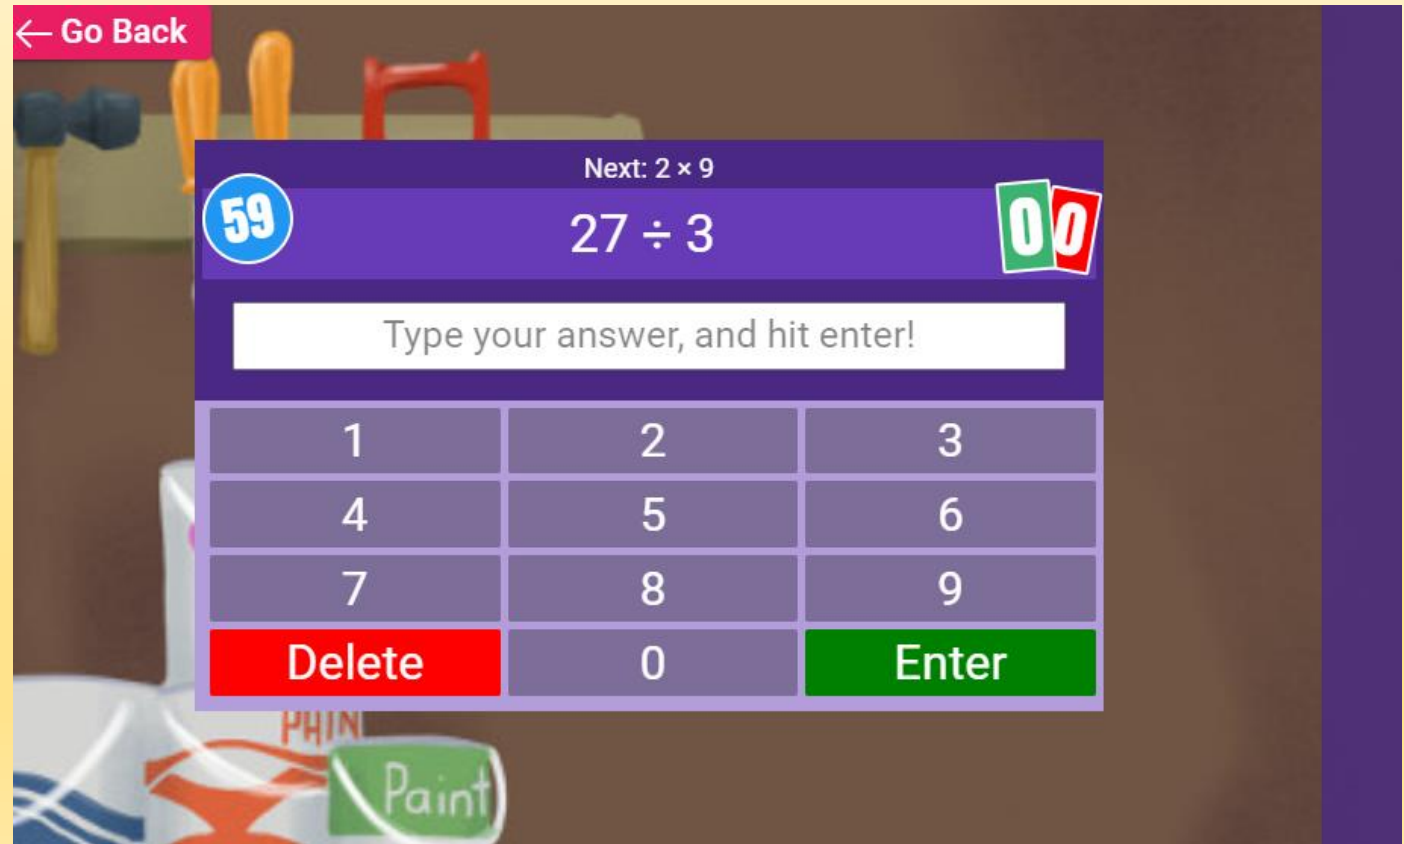 ← Go Back
Next: 2 × 9
59
27 ÷ 3
0 0
Type your answer, and hit enter!
1 2 3
4 5 6
7 8 9
Delete 0 Enter
PAIN
Paint